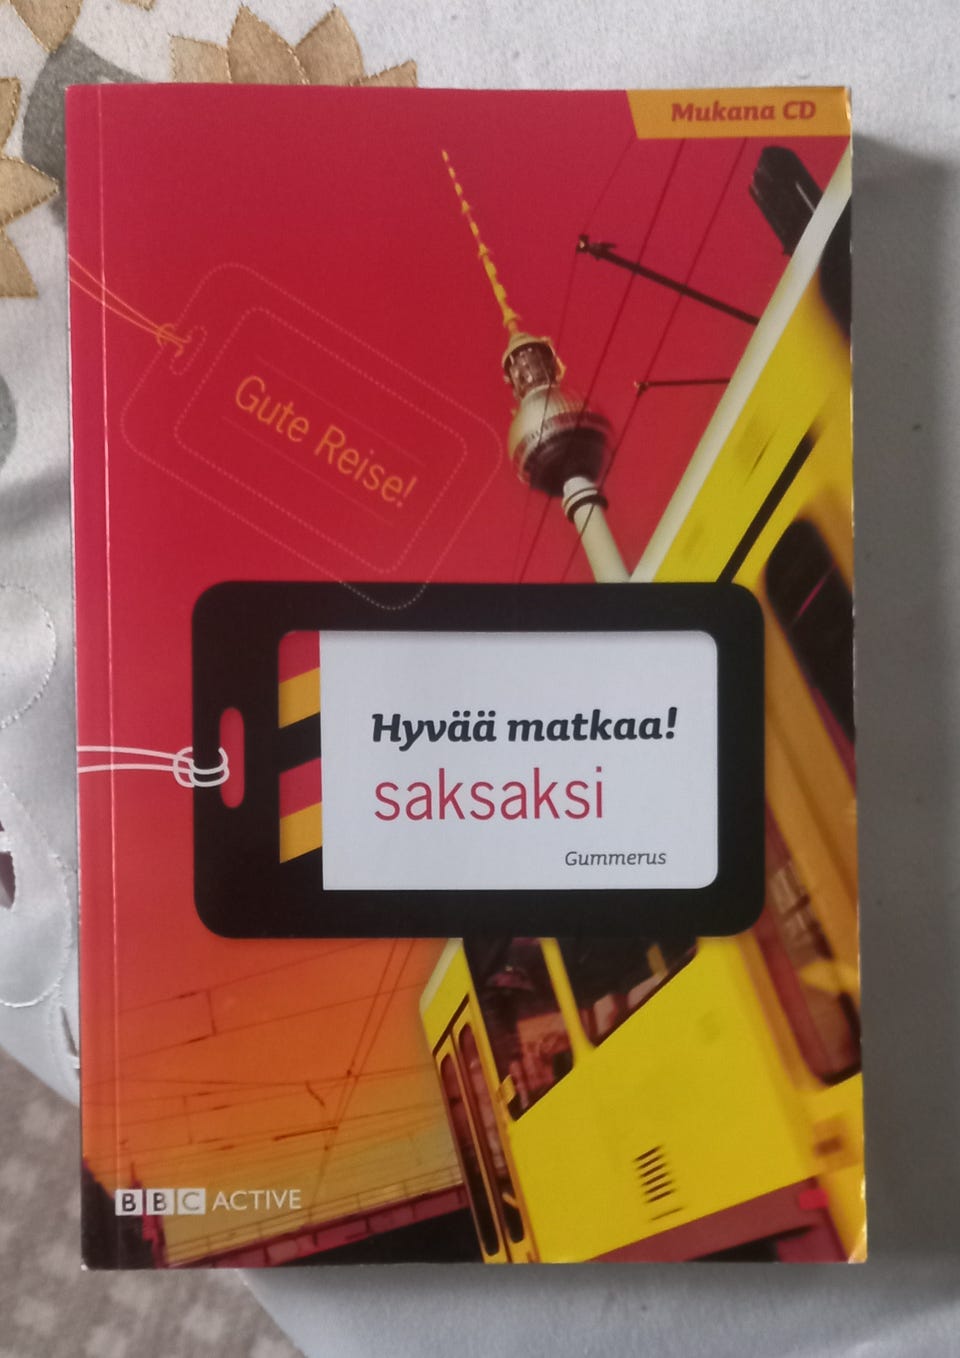 Mukana CD
Gute Reise!
Hyvää matkaa!
saksaksi
Gummerus
BBC ACTIVE